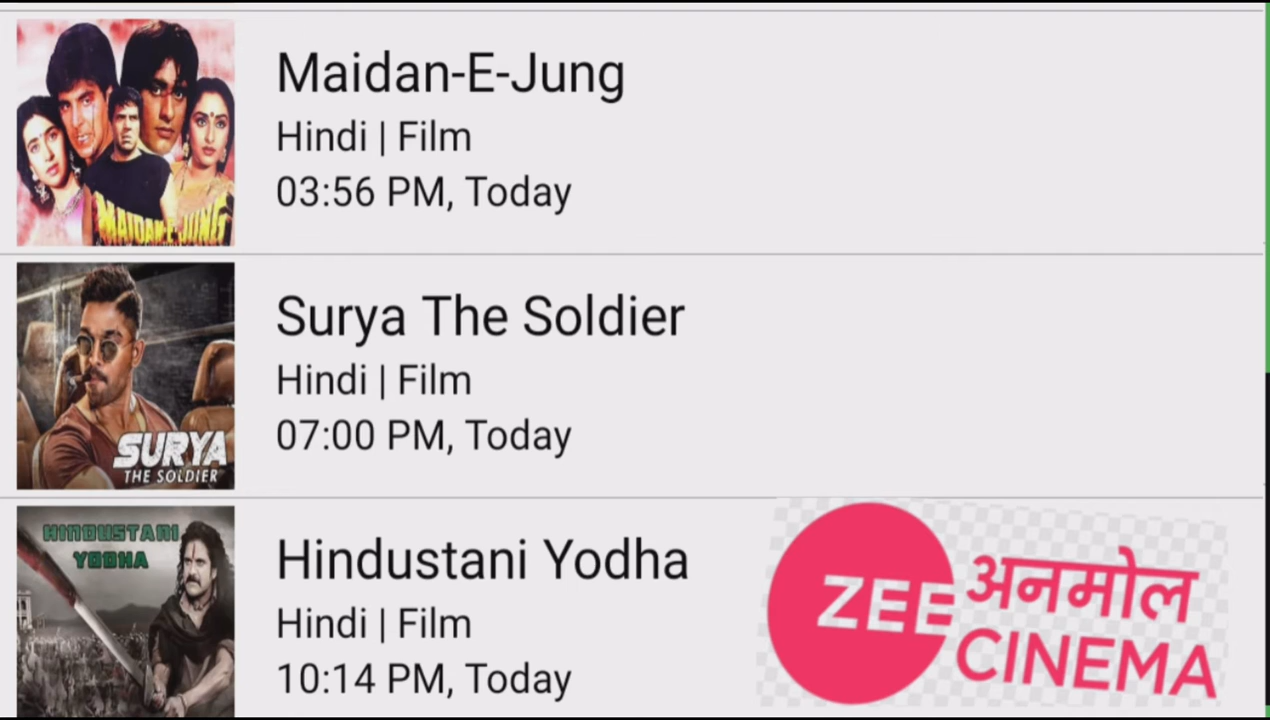 MAIDAN-E-JUNG
Maidan-E-Jung
Hindi | Film
03:56 PM, Today
SURYA
THE SOLDIER
Surya The Soldier
Hindi | Film
07:00 PM, Today
HINDUSTANI
YODHA
Hindustani Yodha
Hindi | Film
10:14 PM, Today
ZEE अनमोल
CINEMA